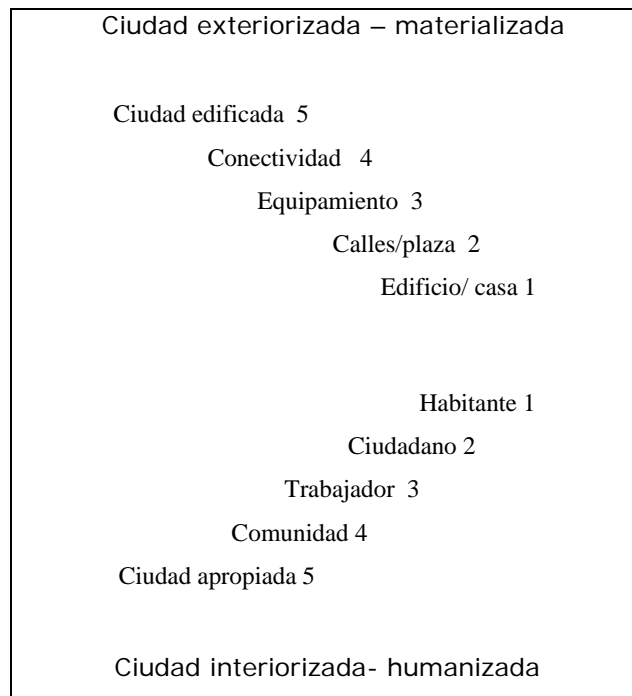 Ciudad exteriorizada – materializada
Ciudad edificada 5
Conectividad 4
Equipamiento 3
Calles/plaza 2
Edificio/ casa 1
Habitante 1
Ciudadano 2
Trabajador 3
Comunidad 4
Ciudad apropiada 5
Ciudad interiorizada- humanizada